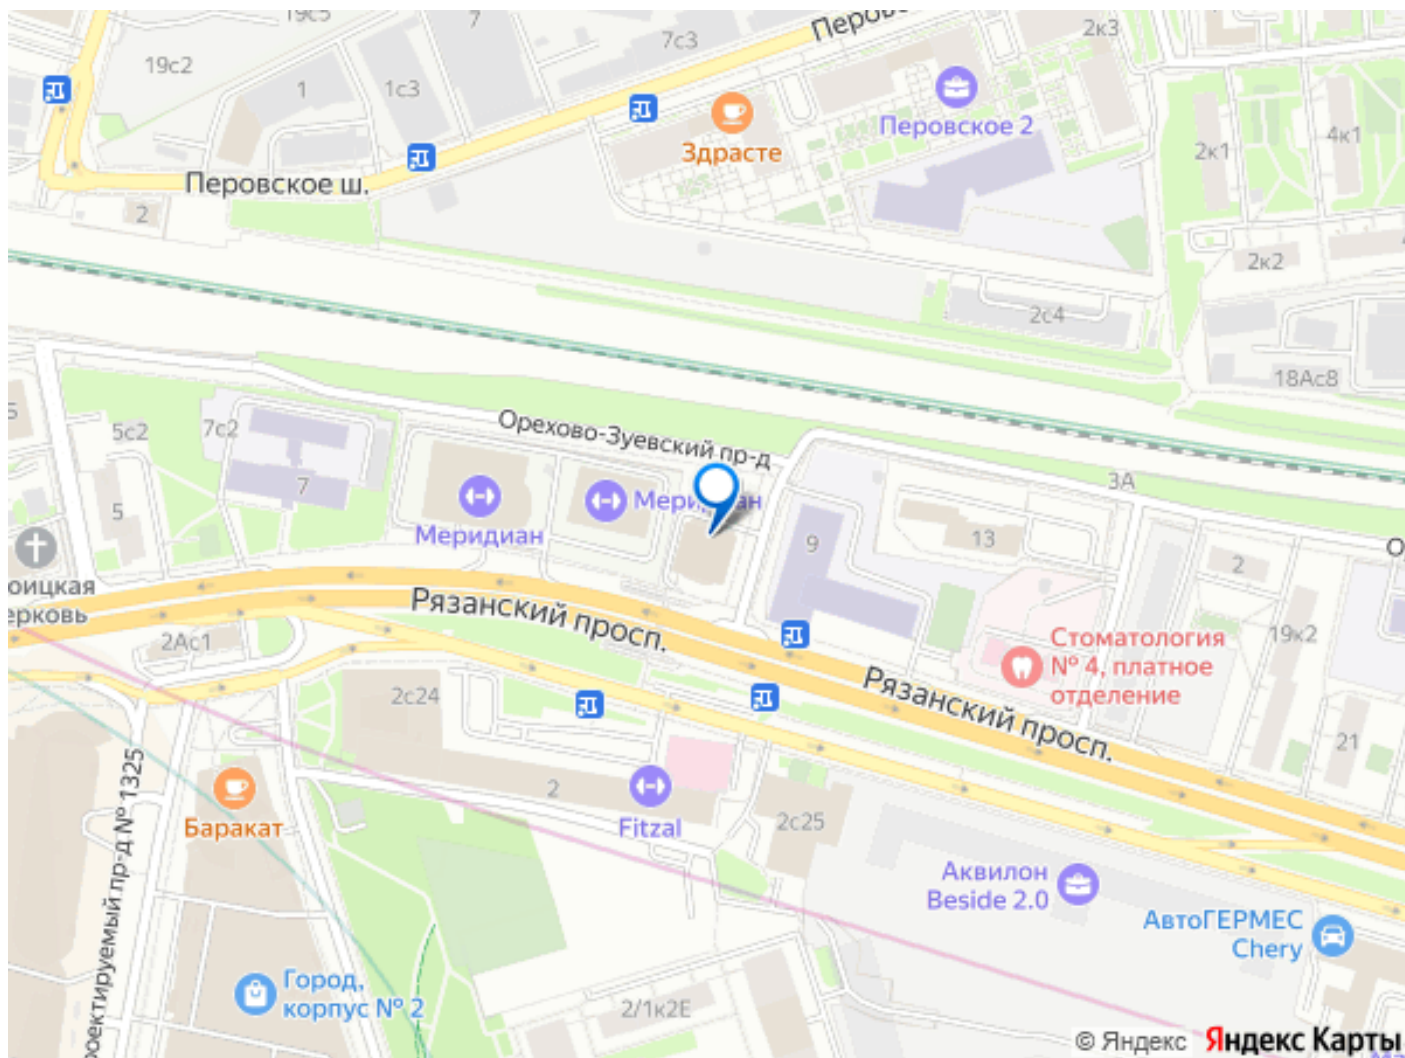 19с5
7
7с3
Перовс
2к3
19с2
1
1с3
Здрасте
Перовское 2
2к1
4к1
Перовское ш.
2
2к2
2с4
18Ас8
5с2
7с2
Орехово-Зуевский пр-д
3А
7
Меридиан
Меридиан
5
9
13
2
О
роицкая
ерковь
2Ас1
Рязанский просп.
19к2
Стоматология
№ 4, платное
отделение
2с24
Рязанский просп.
21
роектируемый пр-д № 1325
2
Баракат
Fitzal
2с25
Аквилон
Beside 2.0
АвтоГЕРМЕС
Chery
Город,
корпус № 2
2/1к2Е
© Яндекс Яндекс Карты